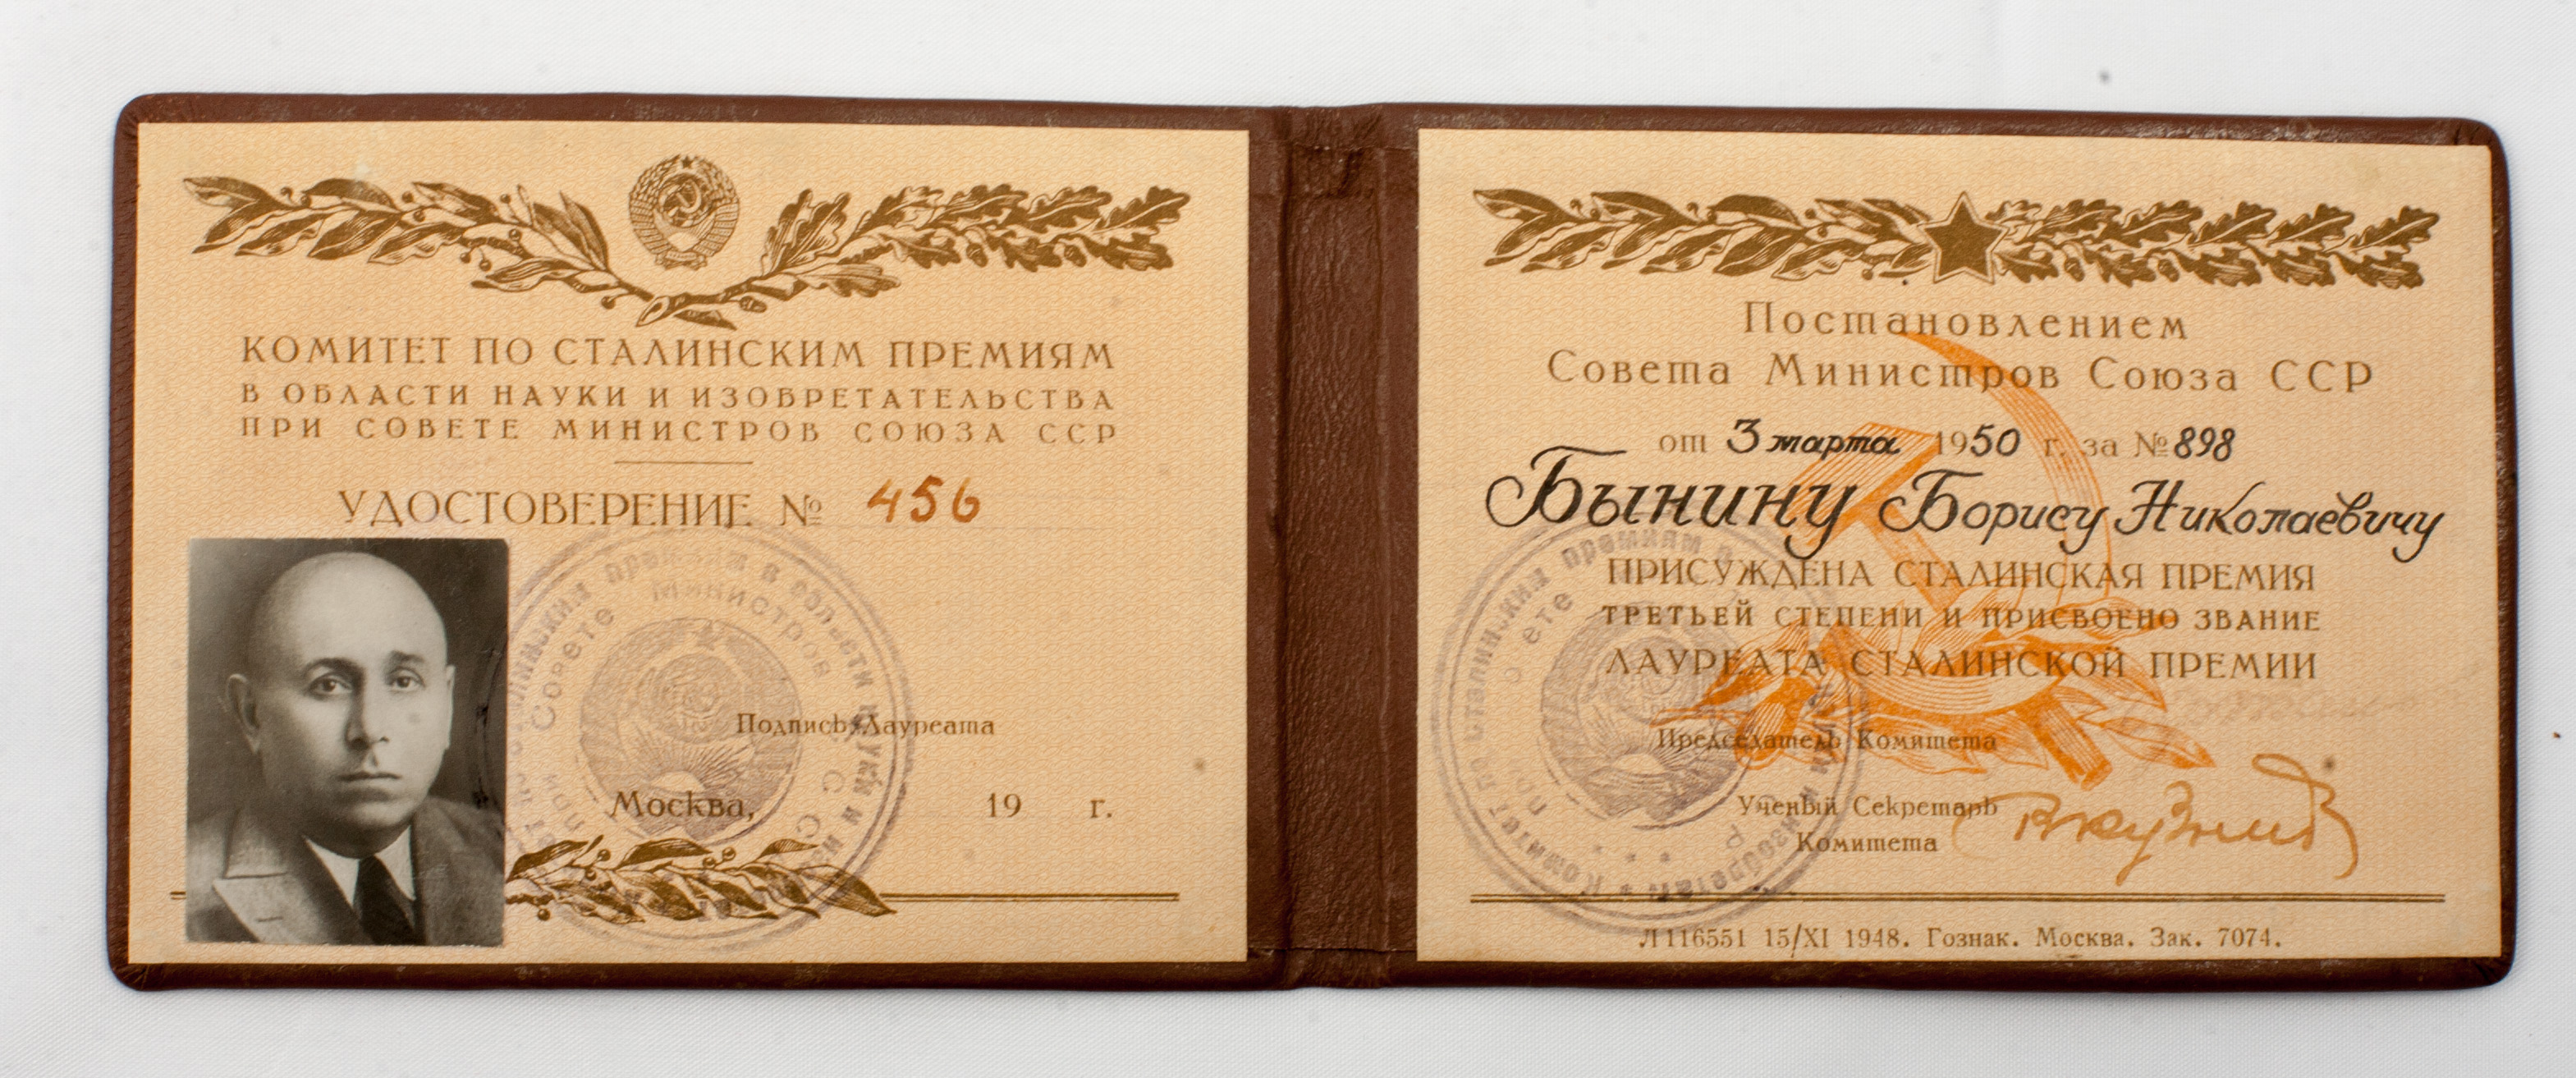 КОМИТЕТ ПО СТАЛИНСКИМ ПРЕМИЯМ
В ОБЛАСТИ НАУКИ И ИЗОБРЕТАТЕЛЬСТВА
ПРИ СОВЕТЕ МИНИСТРОВ СОЮЗА ССР
УДОСТОВЕРЕНИЕ № 456
Подпись Лауреата
Москва, 19 г.
Постановлением
Совета Министров Союза ССР
от 3 марта 1950 г. за № 898
Бынину Борису Николаевичу
ПРИСУЖДЕНА СТАЛИНСКАЯ ПРЕМИЯ
ТРЕТЬЕЙ СТЕПЕНИ И ПРИСВОЕНО ЗВАНИЕ
ЛАУРЕАТА СТАЛИНСКОЙ ПРЕМИИ
Председатель Комитета
Ученый Секретарь
Комитета
Л116551 15/XI 1948. Гознак. Москва. Зак. 7074.